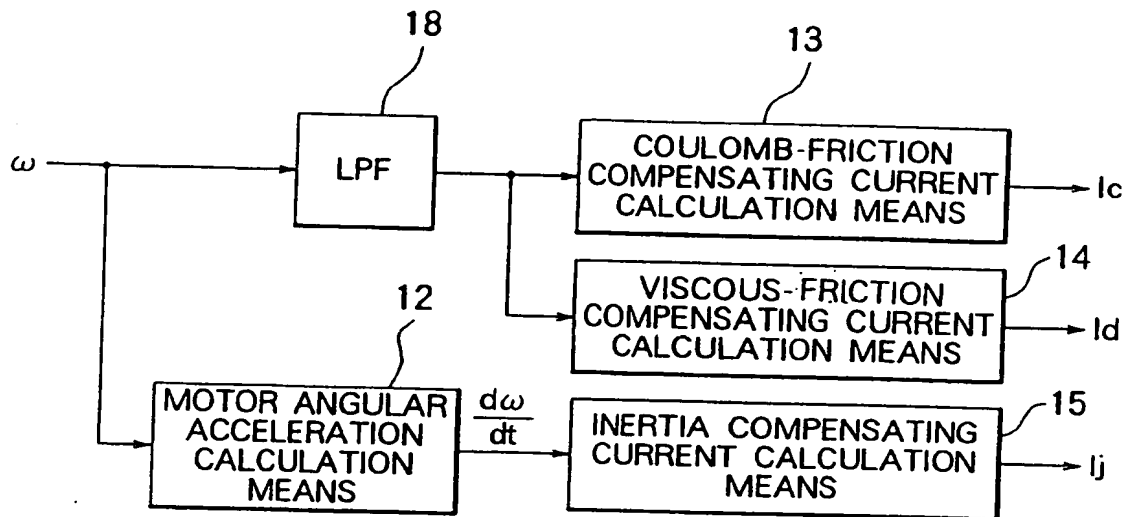 18
13
ω
LPF
COULOMB-FRICTION
COMPENSATING CURRENT
CALCULATION MEANS
Ic
14
VISCOUS-FRICTION
COMPENSATING CURRENT
CALCULATION MEANS
Id
12
MOTOR ANGULAR
ACCELERATION
CALCULATION
MEANS
dω
dt
15
INERTIA COMPENSATING
CURRENT CALCULATION
MEANS
Ij